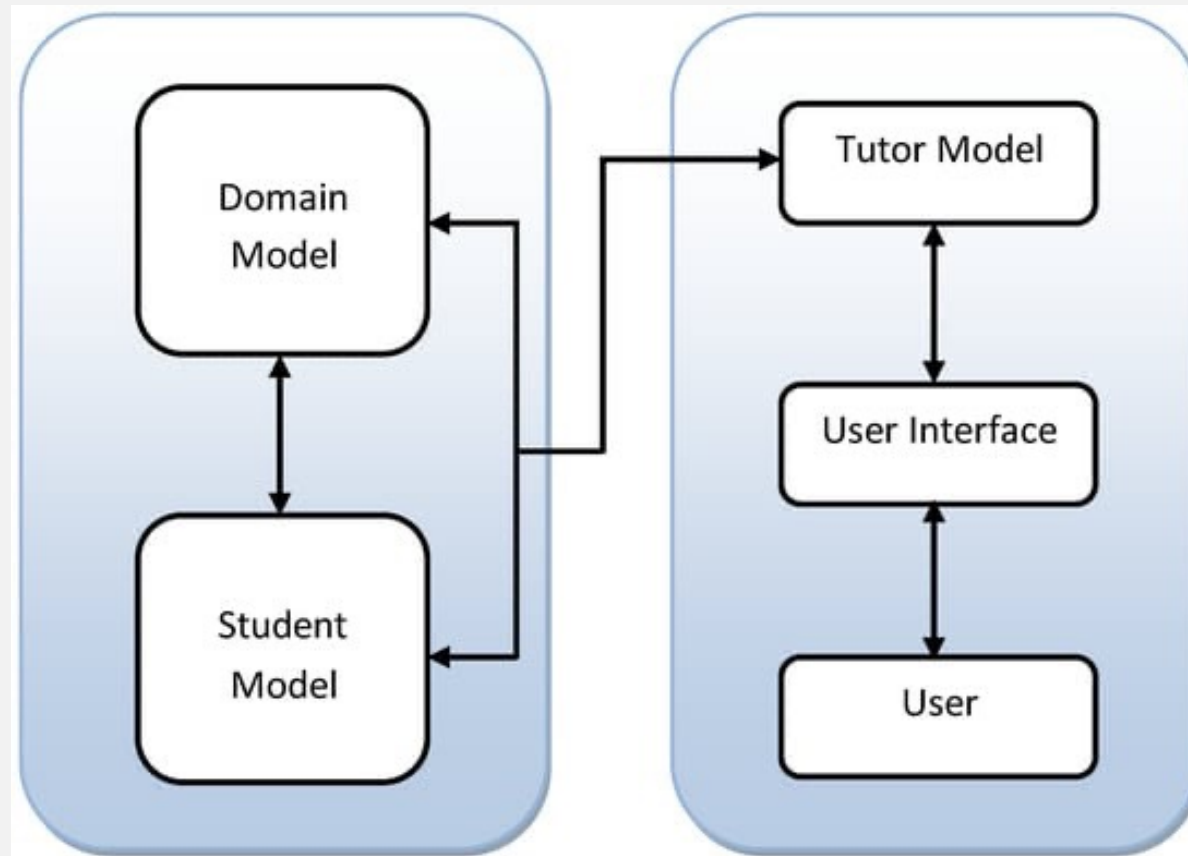 Domain
Model
Student
Model
Tutor Model
User Interface
User